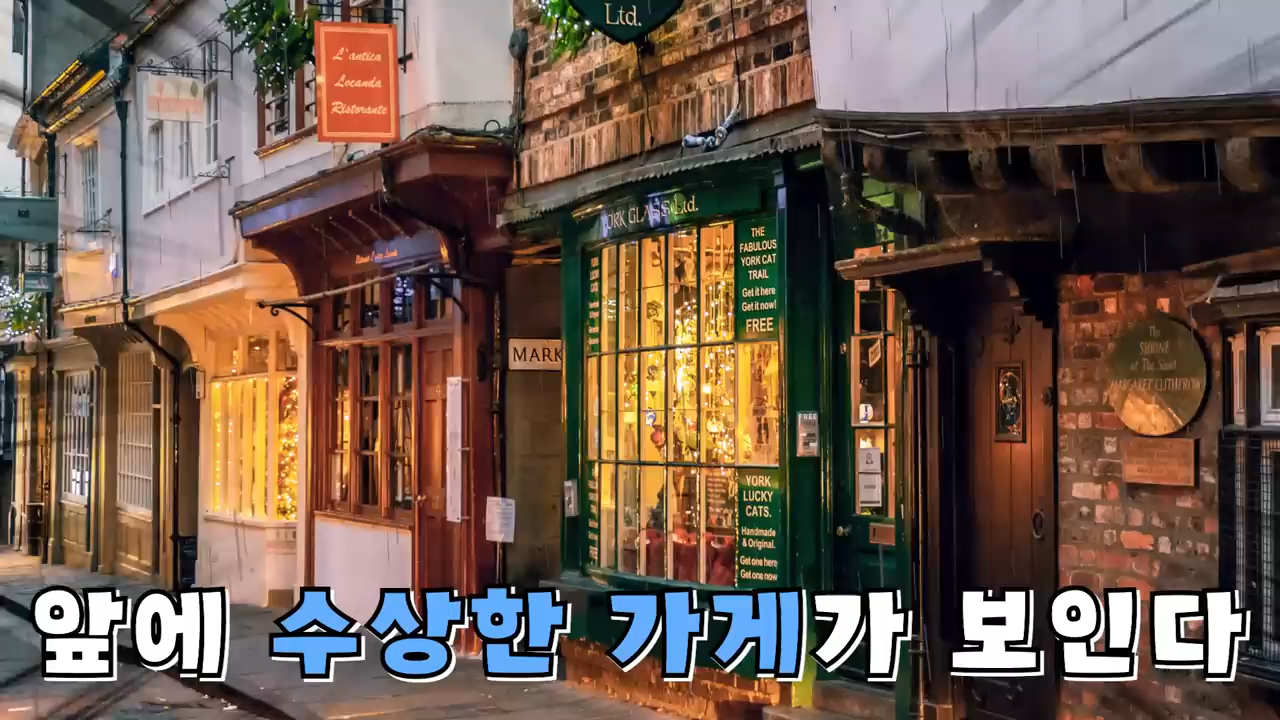 Ltd.
L'antica
Locanda
Ristorante
YORK GLASS Ltd.
THE
FABULOUS
YORK CAT
TRAIL
Get it here
Get it now!
FREE
MARK
FREE
YORK
LUCKY
CATS.
Handmade
& Original.
Get one here
Get one now
The
SHRINE
of The Saint
MARGARET CLITHEROW
앞에 수상한 가게가 보인다